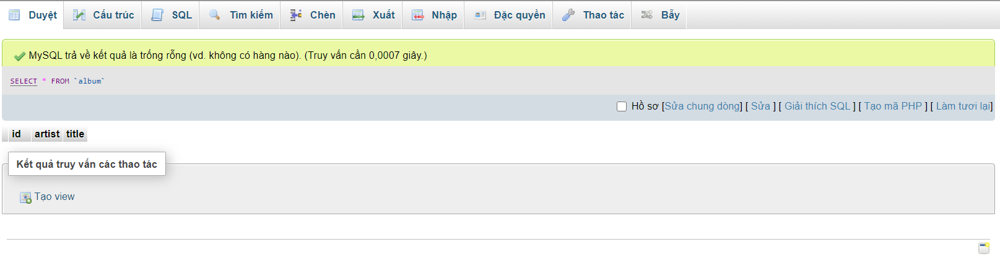 Duyệt Cấu trúc SQL Tìm kiếm Chèn Xuất Nhập Đặc quyền Thao tác Bẫy
MySQL trả về kết quả là trống rỗng (vd. không có hàng nào). (Truy vấn cần 0,0007 giây.)
SELECT * FROM `album`
Hồ sơ [Sửa chung dòng] [ Sửa ] [ Giải thích SQL ] [ Tạo mã PHP ] [ Làm tươi lại]
id artist title
Kết quả truy vấn các thao tác
Tạo view